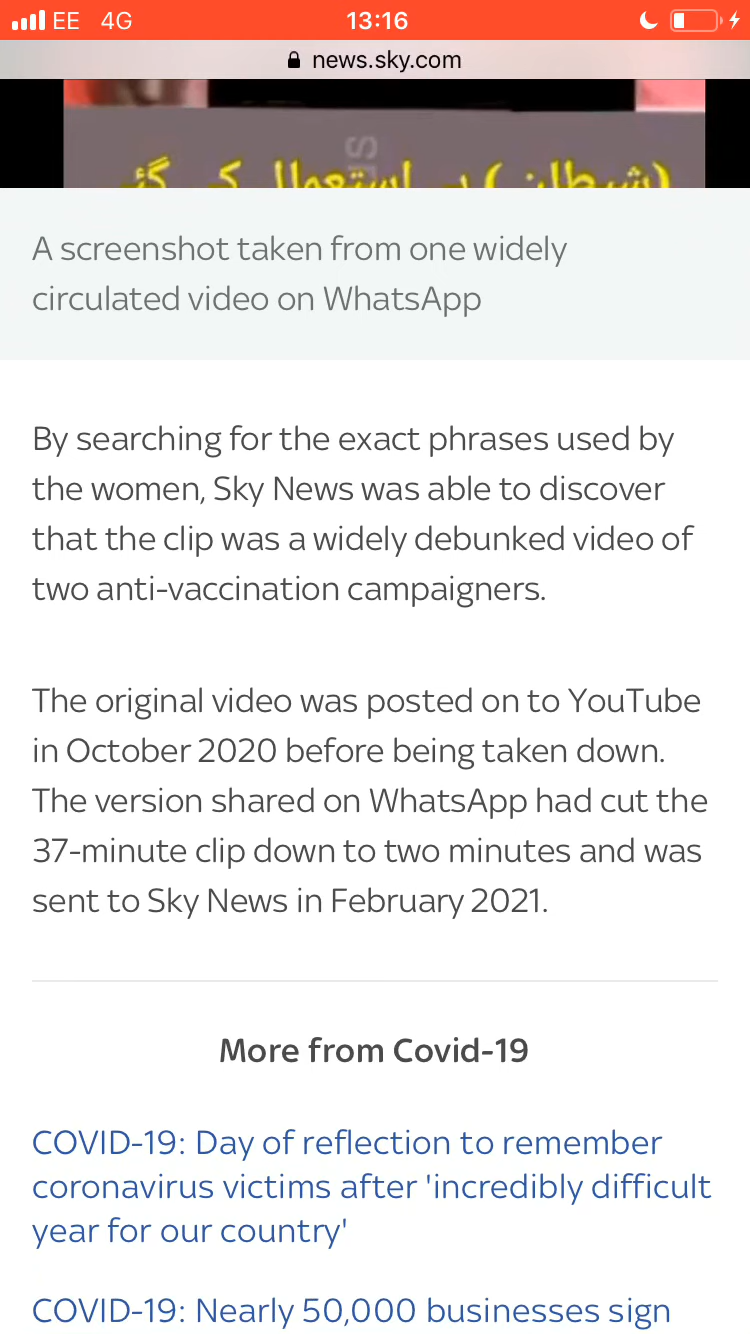 EE 4G 13:16
news.sky.com
(شیطان) پر استعمال کی گئی
A screenshot taken from one widely
circulated video on WhatsApp
By searching for the exact phrases used by
the women, Sky News was able to discover
that the clip was a widely debunked video of
two anti-vaccination campaigners.
The original video was posted on to YouTube
in October 2020 before being taken down.
The version shared on WhatsApp had cut the
37-minute clip down to two minutes and was
sent to Sky News in February 2021.
More from Covid-19
COVID-19: Day of reflection to remember
coronavirus victims after 'incredibly difficult
year for our country'
COVID-19: Nearly 50,000 businesses sign